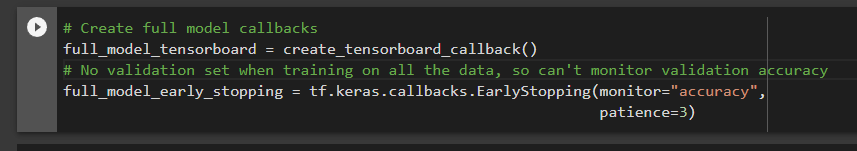 # Create full model callbacks
full_model_tensorboard = create_tensorboard_callback()
# No validation set when training on all the data, so can't monitor validation accuracy
full_model_early_stopping = tf.keras.callbacks.EarlyStopping(monitor="accuracy",
patience=3)